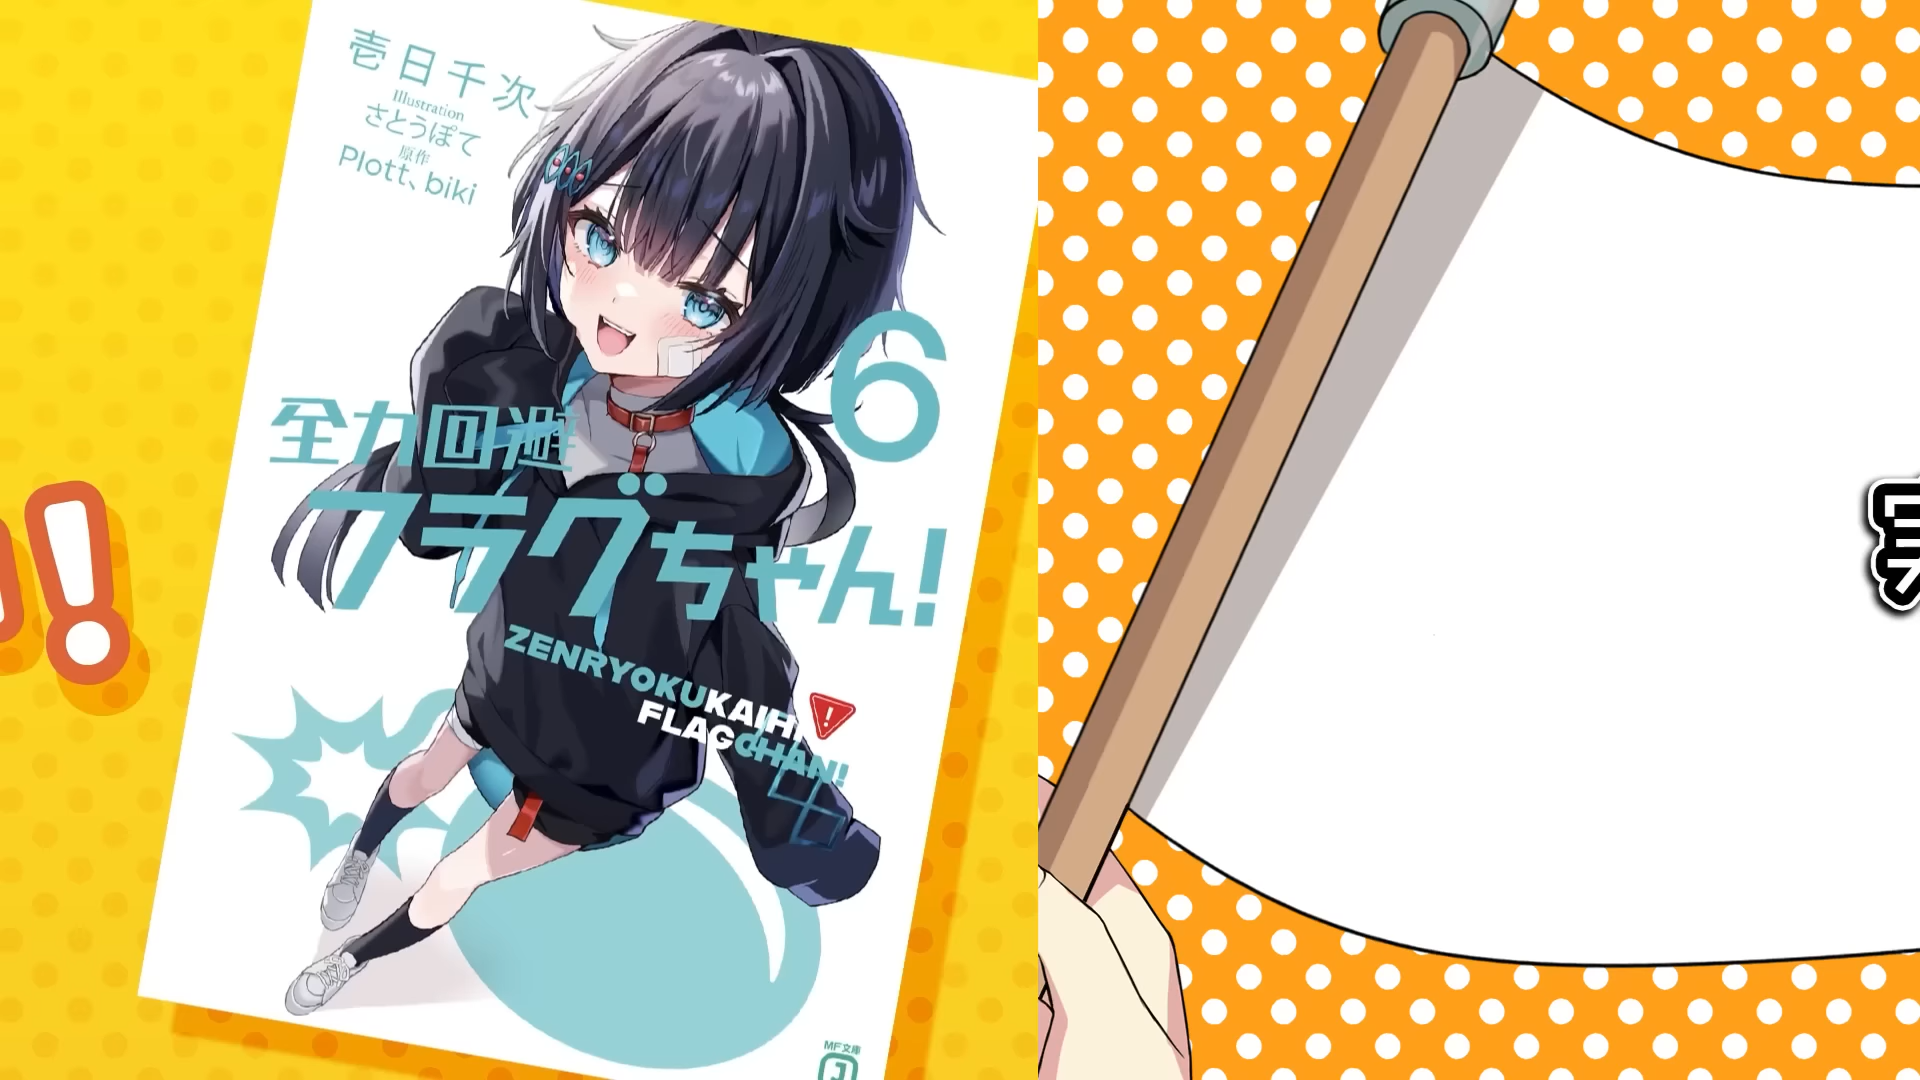 !
壱日千次
Illustration
さとうぽて
原作
Plott、biki
6
全力回避
フラグちゃん!
ZENRYOKUKAIHI
FLAGCHAN!
!
MF文庫
J